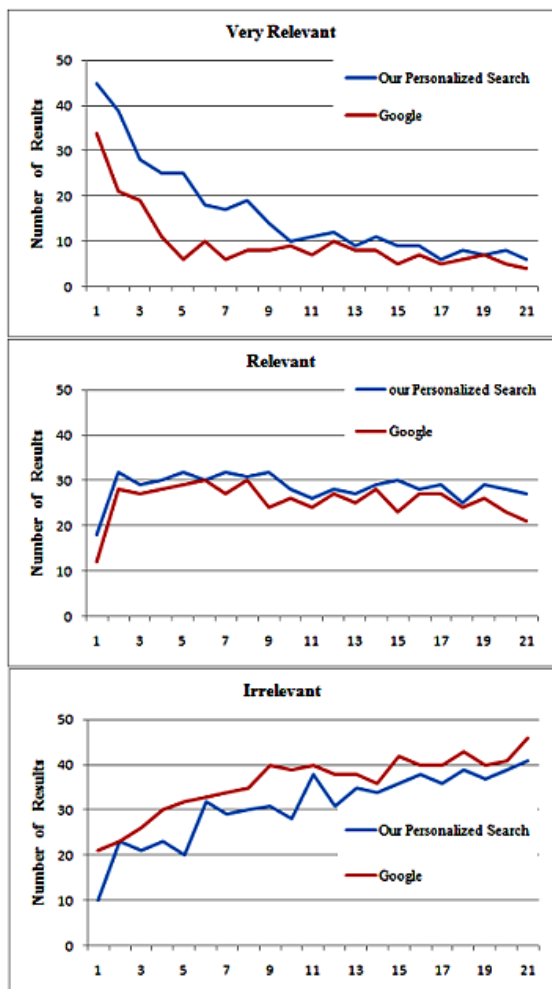 Very Relevant
50
40
30
20
10
0
Number of Results
Our Personalized Search
Google
1 3 5 7 9 11 13 15 17 19 21
Relevant
50
40
30
20
10
0
Number of Results
our Personalized Search
Google
1 3 5 7 9 11 13 15 17 19 21
Irrelevant
50
40
30
20
10
0
Number of Results
Our Personalized Search
Google
1 3 5 7 9 11 13 15 17 19 21